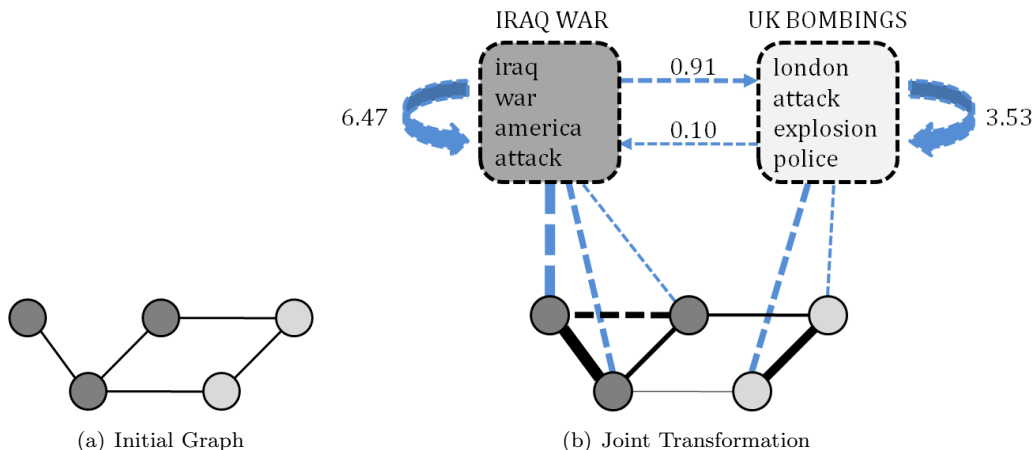 IRAQ WAR
UK BOMBINGS
iraq
war
america
attack
london
attack
explosion
police
6.47
0.91
0.10
3.53
(a) Initial Graph
(b) Joint Transformation